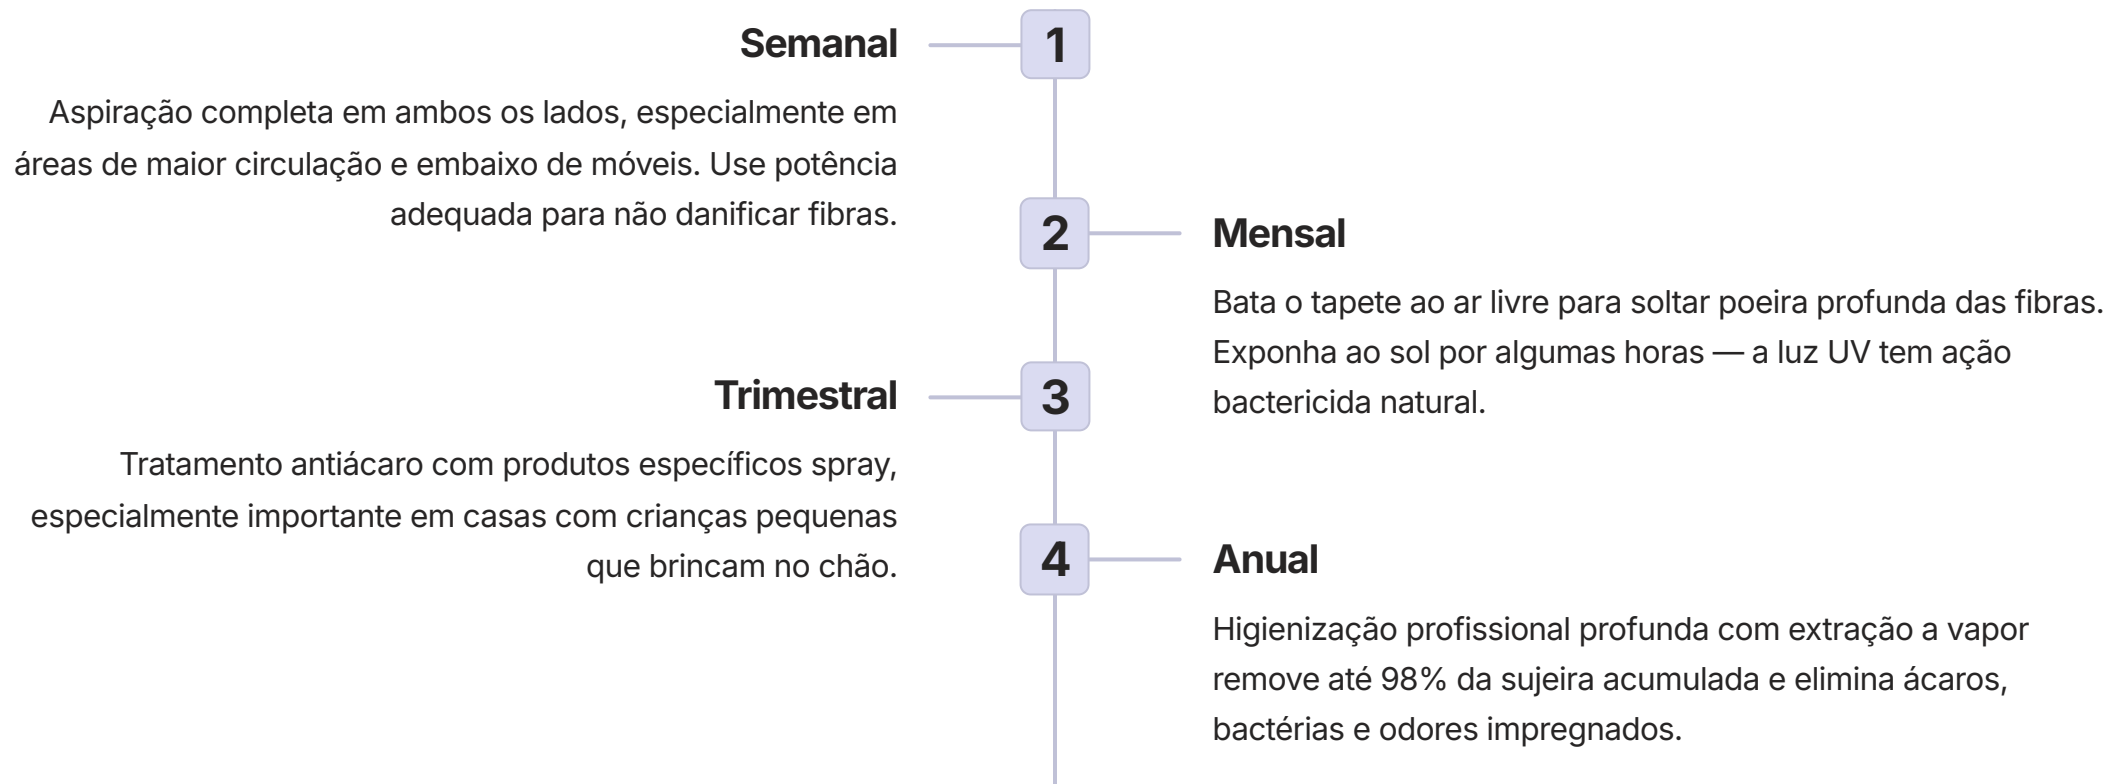 1
Semanal
Aspiração completa em ambos os lados, especialmente em
áreas de maior circulação e embaixo de móveis. Use potência
adequada para não danificar fibras.
2
Mensal
Bata o tapete ao ar livre para soltar poeira profunda das fibras.
Exponha ao sol por algumas horas — a luz UV tem ação
bactericida natural.
3
Trimestral
Tratamento antiácaro com produtos específicos spray,
especialmente importante em casas com crianças pequenas
que brincam no chão.
4
Anual
Higienização profissional profunda com extração a vapor
remove até 98% da sujeira acumulada e elimina ácaros,
bactérias e odores impregnados.